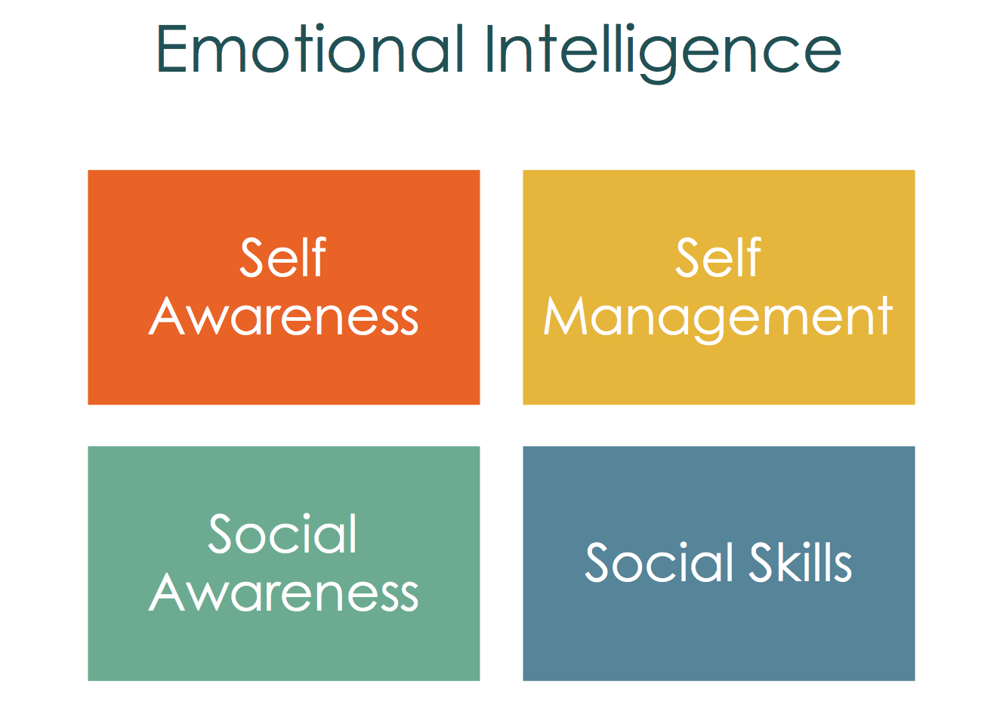 Emotional Intelligence
Self
Awareness
Self
Management
Social
Awareness
Social Skills